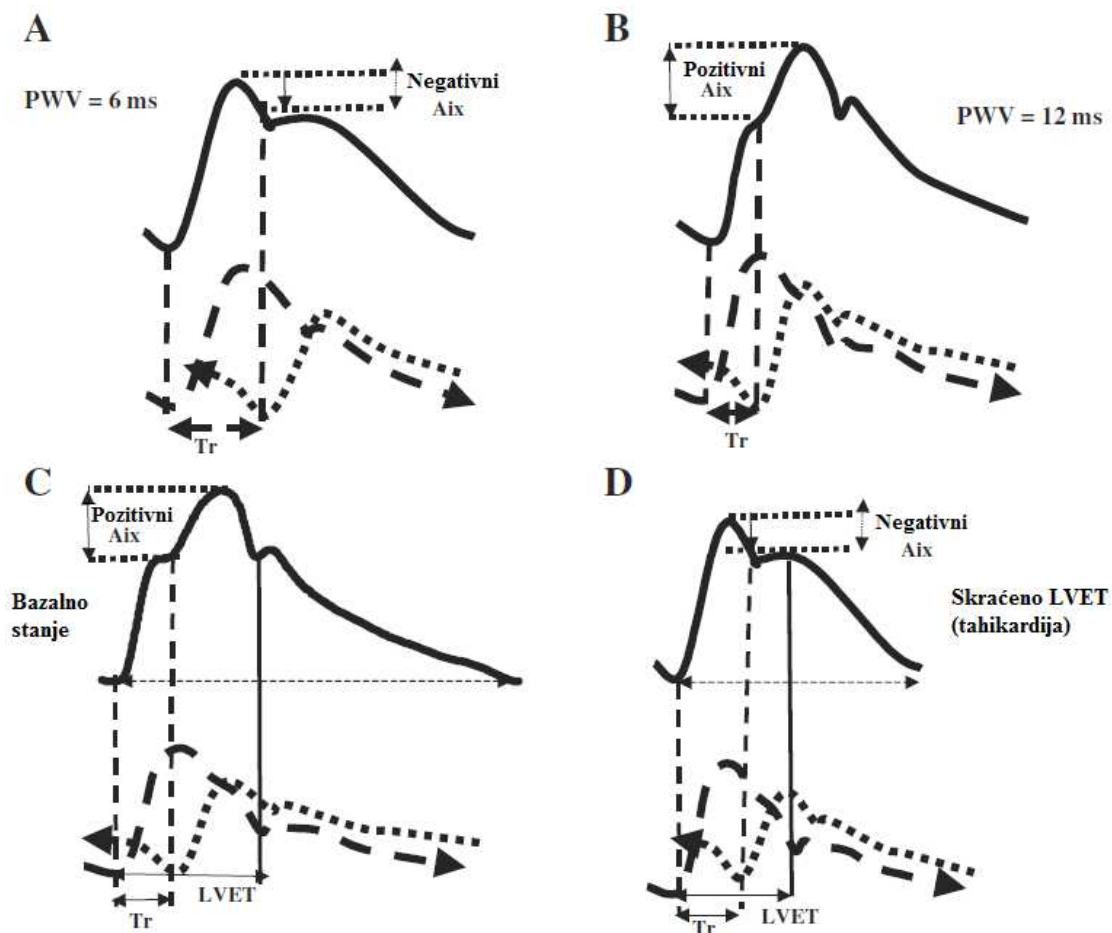 A
PWV = 6 ms
Negativni
Aix
Tr
B
Pozitivni
Aix
PWV = 12 ms
Tr
C
Pozitivni
Aix
Bazalno
stanje
LVET
Tr
D
Negativni
Aix
Skraćeno LVET
(tahikardija)
Tr
LVET